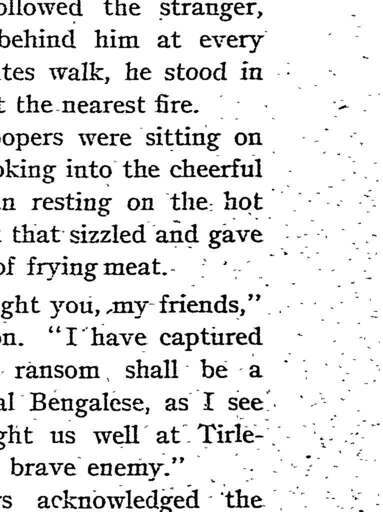 ollowed the stranger,
behind him at every
tes walk, he stood in
t the nearest fire.
opers were sitting on
oking into the cheerful
n resting on the hot
that sizzled and gave
of frying meat.
ght you, my friends,”
on. “I have captured
ransom shall be a
al Bengalese, as I see
ght us well at Tirle-
brave enemy.”
s acknowledged the